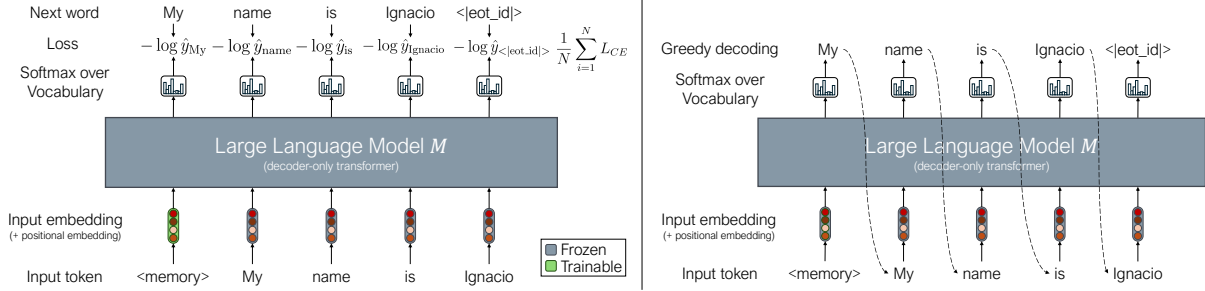 Next word My name is Ignacio <|eot_id|>
Loss − log ŷ_My − log ŷ_name − log ŷ_is − log ŷ_Ignacio − log ŷ_<|eot_id|> 1/N ∑_{i=1}^{N} L_CE
Softmax over
Vocabulary
Large Language Model M
(decoder-only transformer)
Input embedding
(+ positional embedding)
Frozen
Trainable
Input token <memory> My name is Ignacio
Greedy decoding My name is Ignacio <|eot_id|>
Softmax over
Vocabulary
Large Language Model M
(decoder-only transformer)
Input embedding
(+ positional embedding)
Input token <memory> My name is Ignacio